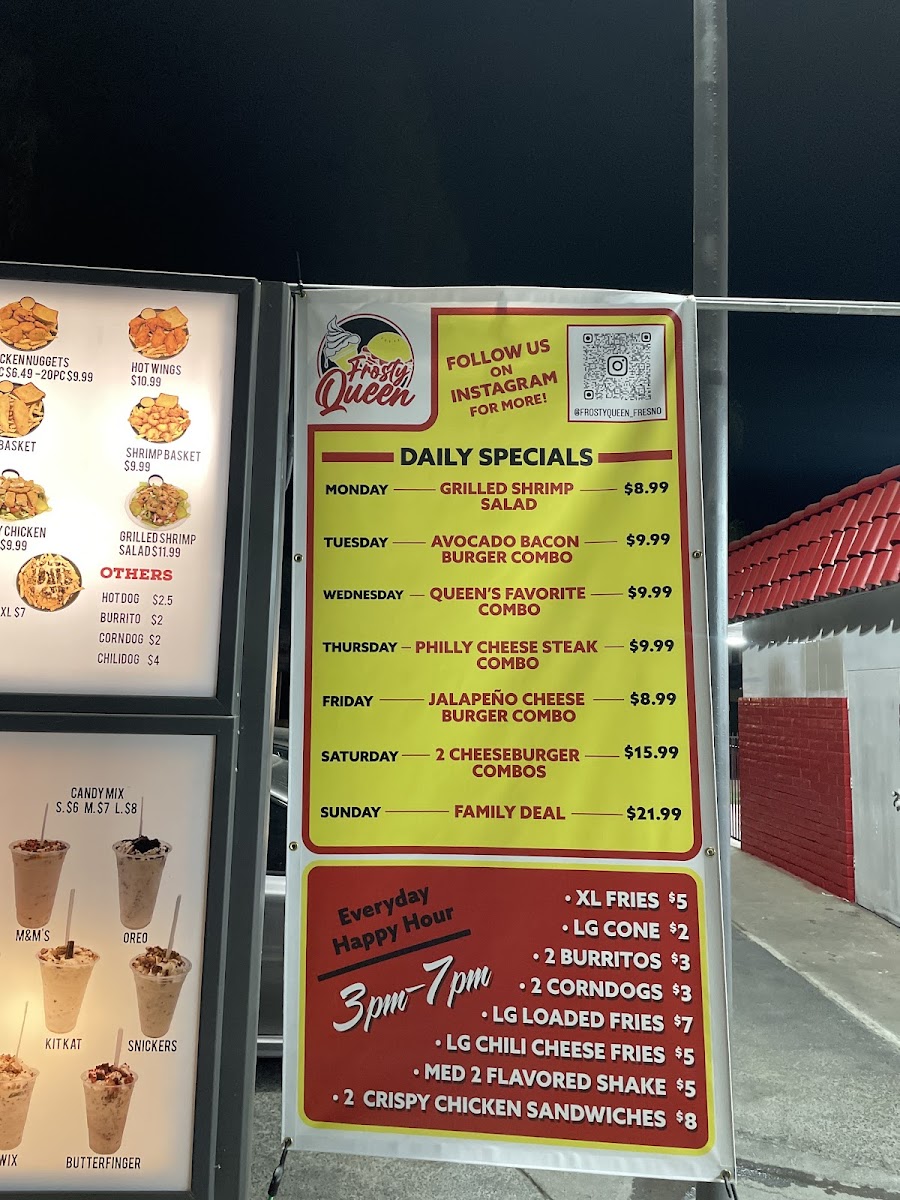 CKEN NUGGETS
C $6.49 - 20PC $9.99
HOT WINGS
$10.99
BASKET
SHRIMP BASKET
$9.99
Y CHICKEN
$9.99
GRILLED SHRIMP
SALAD $11.99
XL $7
OTHERS
HOT DOG $2.5
BURRITO $2
CORN DOG $2
CHILIDOG $4
CANDY MIX
S.$6 M.$7 L.$8
M&M'S
OREO
KITKAT
SNICKERS
WIX
BUTTERFINGER
Frosty
Queen
FOLLOW US
ON
INSTAGRAM
FOR MORE!
@FROSTYQUEEN_FRESNO
DAILY SPECIALS
MONDAY GRILLED SHRIMP $8.99
SALAD
TUESDAY AVOCADO BACON $9.99
BURGER COMBO
WEDNESDAY QUEEN'S FAVORITE $9.99
COMBO
THURSDAY PHILLY CHEESE STEAK $9.99
COMBO
FRIDAY JALAPEÑO CHEESE $8.99
BURGER COMBO
SATURDAY 2 CHEESEBURGER $15.99
COMBOS
SUNDAY FAMILY DEAL $21.99
Everyday
Happy Hour
3pm-7pm
• XL FRIES $5
• LG CONE $2
• 2 BURRITOS $3
• 2 CORNDOGS $3
• LG LOADED FRIES $7
• LG CHILI CHEESE FRIES $5
• MED 2 FLAVORED SHAKE $5
• 2 CRISPY CHICKEN SANDWICHES $8